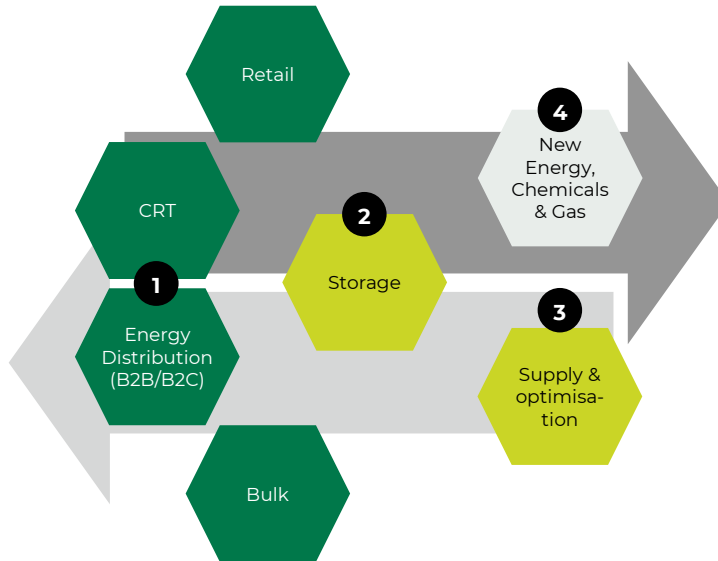 Retail
4
New
Energy,
Chemicals
& Gas
CRT
2
Storage
1
Energy
Distribution
(B2B/B2C)
3
Supply &
optimisa-
tion
Bulk